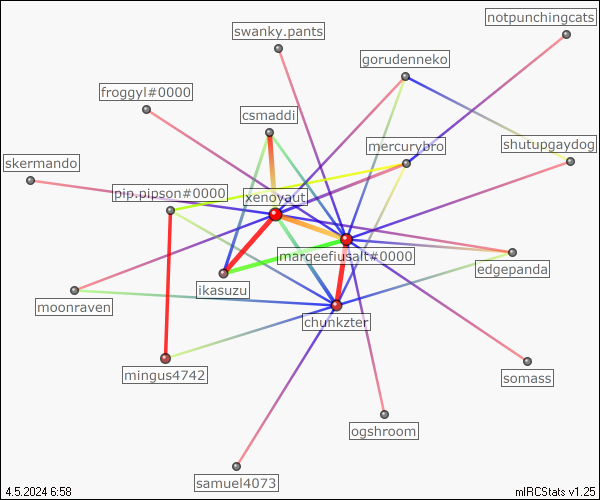 notpunchingcats
swanky.pants
gorudenneko
froggyl#0000
csmaddi
mercurybro
shutupgaydog
skermando
pip.pipson#0000
xenoyaut
marqeefiusalt#0000
edgepanda
ikasuzu
moonraven
chunkzter
mingus4742
somass
ogshroom
samuel4073
4.5.2024 6:58
mIRCStats v1.25